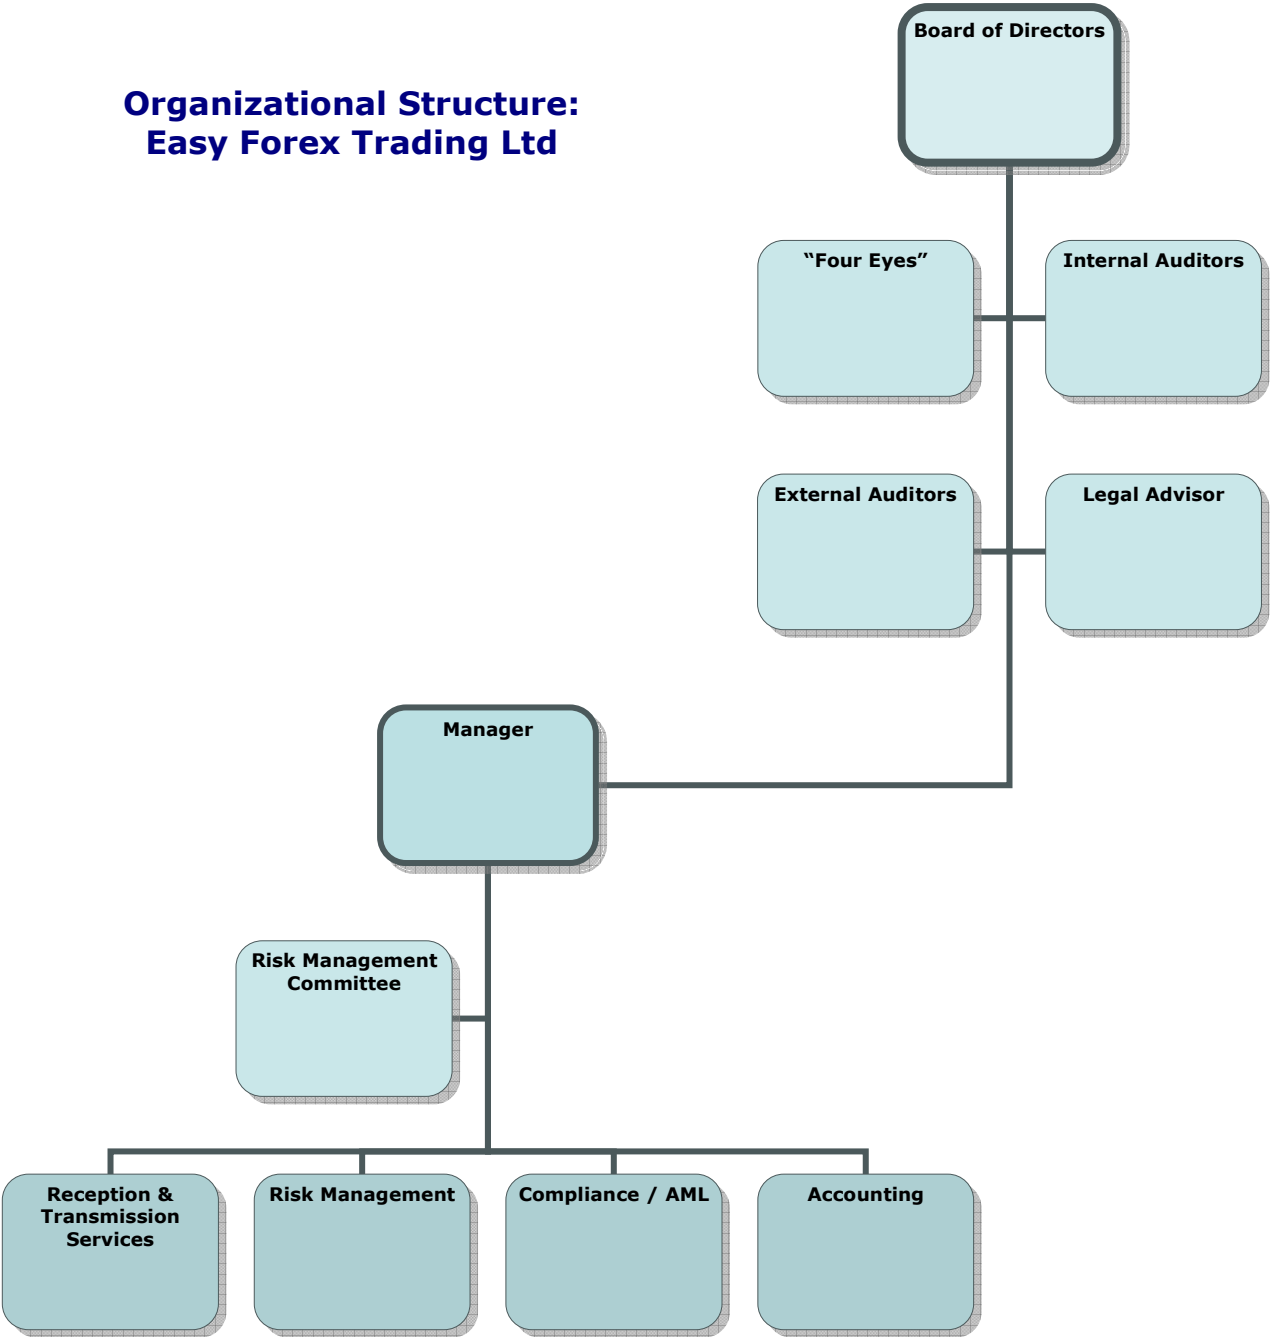 Board of Directors
Organizational Structure:
Easy Forex Trading Ltd
“Four Eyes”
Internal Auditors
External Auditors
Legal Advisor
Manager
Risk Management
Committee
Reception &
Transmission
Services
Risk Management
Compliance / AML
Accounting